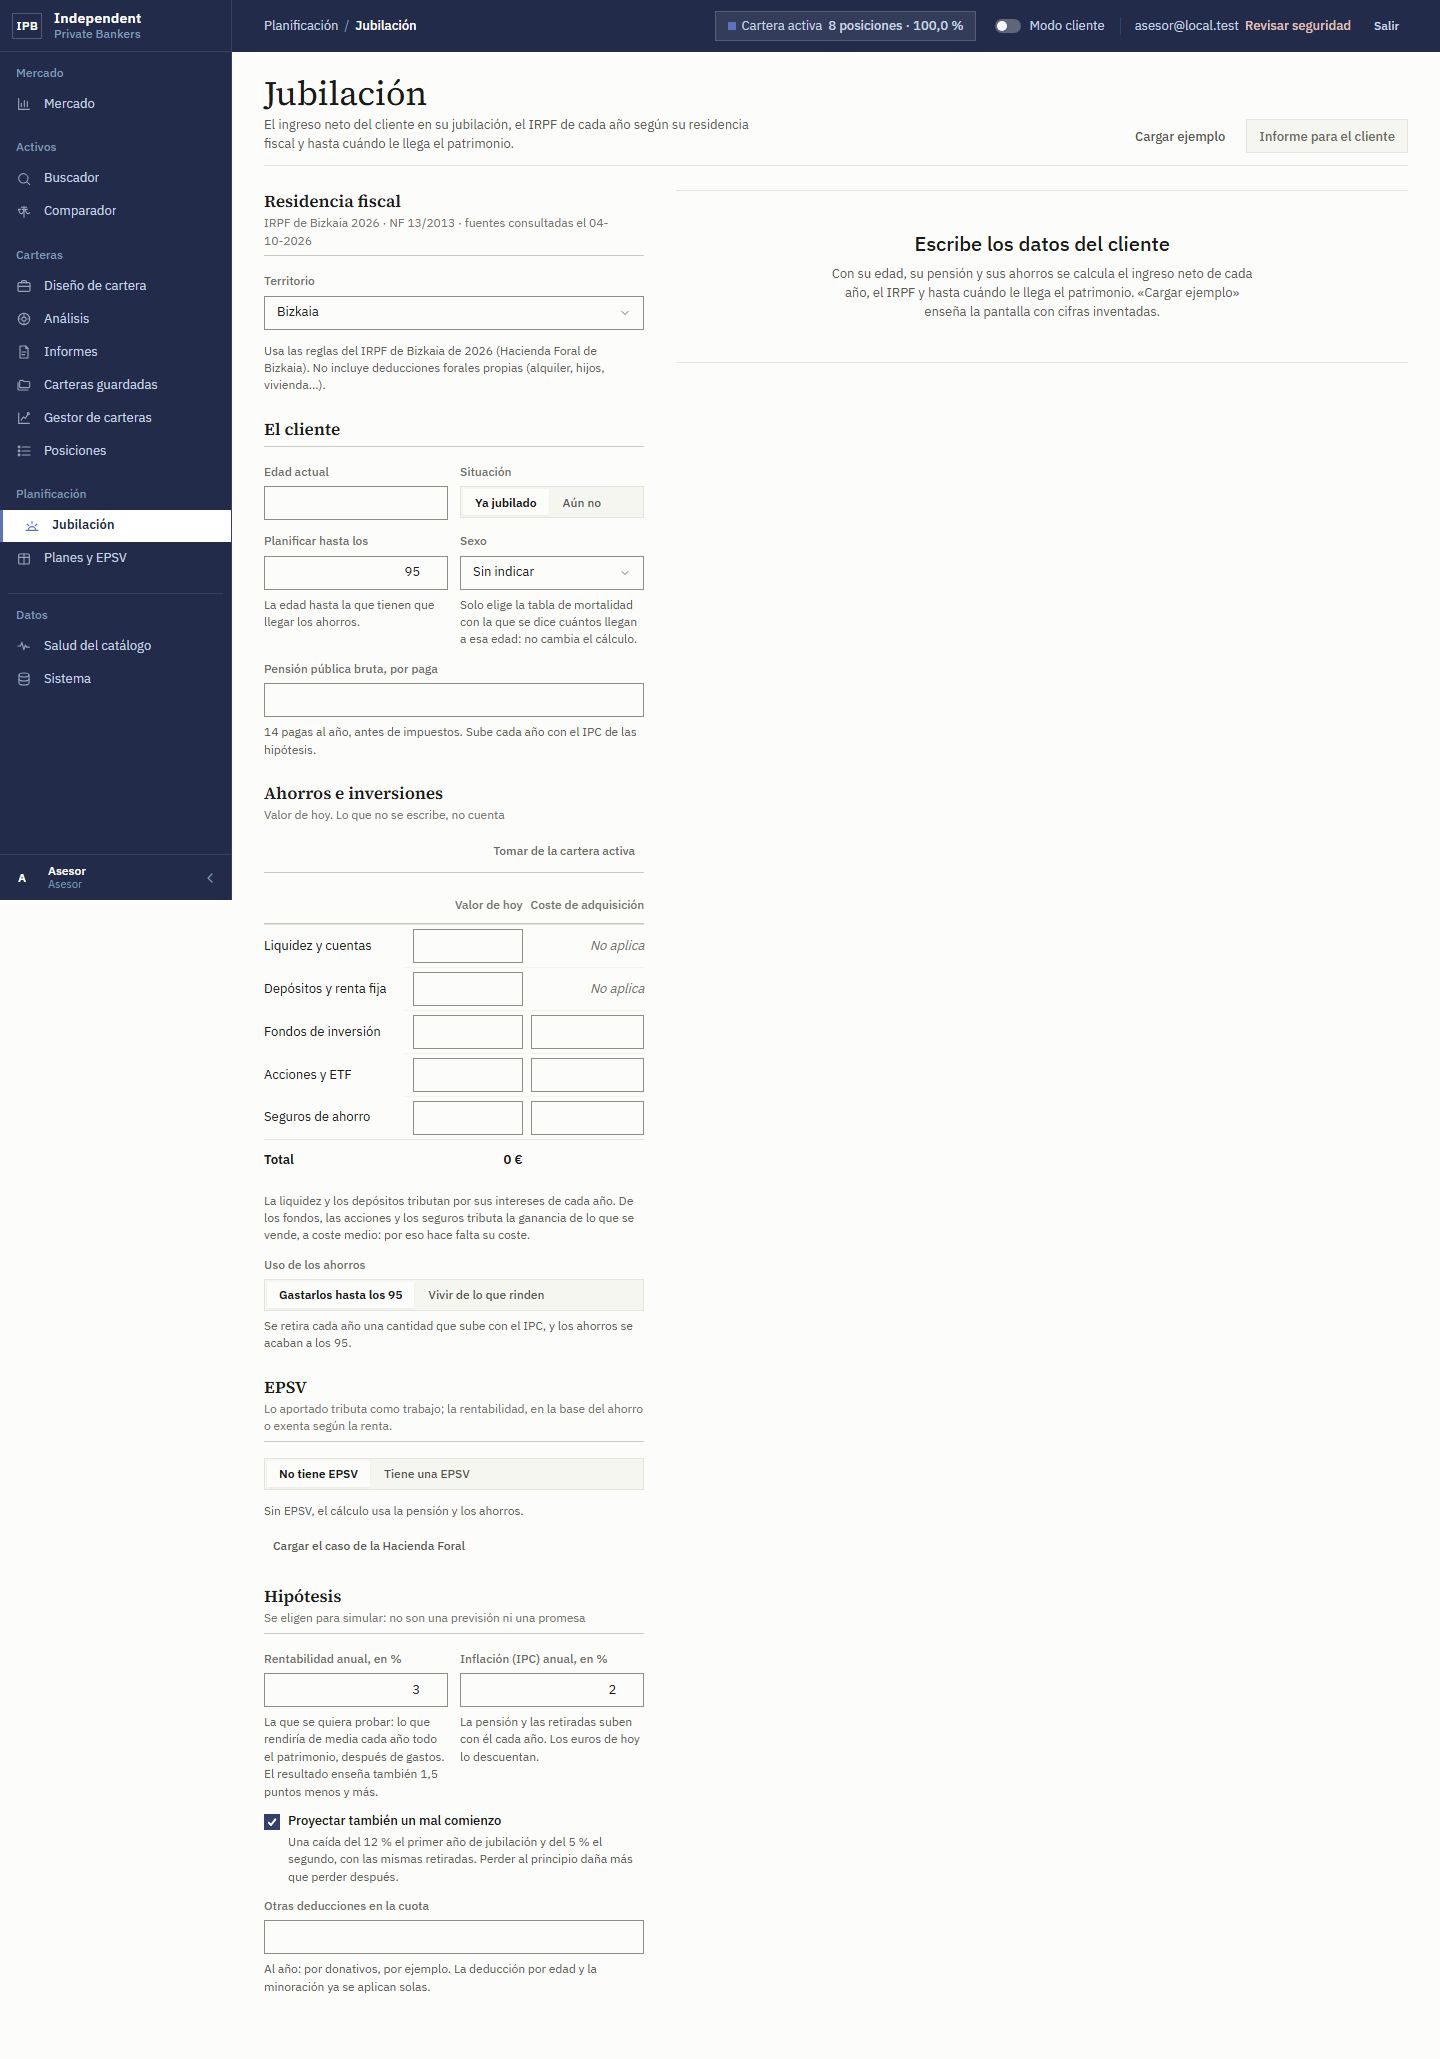 IPB
Independent
Private Bankers
Planificación / Jubilación
Cartera activa 8 posiciones · 100,0 %
Modo cliente
asesor@local.test Revisar seguridad
Salir
Mercado
Mercado
Activos
Buscador
Comparador
Carteras
Diseño de cartera
Análisis
Informes
Carteras guardadas
Gestor de carteras
Posiciones
Planificación
Jubilación
Planes y EPSV
Datos
Salud del catálogo
Sistema
A
Asesor
Asesor
Jubilación
El ingreso neto del cliente en su jubilación, el IRPF de cada año según su residencia
fiscal y hasta cuándo le llega el patrimonio.
Cargar ejemplo
Informe para el cliente
Residencia fiscal
IRPF de Bizkaia 2026 · NF 13/2013 · fuentes consultadas el 04-
10-2026
Territorio
Bizkaia
Usa las reglas del IRPF de Bizkaia de 2026 (Hacienda Foral de
Bizkaia). No incluye deducciones forales propias (alquiler, hijos,
vivienda...).
El cliente
Edad actual
Situación
Ya jubilado
Aún no
Planificar hasta los
Sexo
95
Sin indicar
La edad hasta la que tienen que
llegar los ahorros.
Solo elige la tabla de mortalidad
con la que se dice cuántos llegan
a esa edad: no cambia el cálculo.
Pensión pública bruta, por paga
14 pagas al año, antes de impuestos. Sube cada año con el IPC de las
hipótesis.
Ahorros e inversiones
Valor de hoy. Lo que no se escribe, no cuenta
Tomar de la cartera activa
Valor de hoy Coste de adquisición
Liquidez y cuentas
No aplica
Depósitos y renta fija
No aplica
Fondos de inversión
Acciones y ETF
Seguros de ahorro
Total 0 €
La liquidez y los depósitos tributan por sus intereses de cada año. De
los fondos, las acciones y los seguros tributa la ganancia de lo que se
vende, a coste medio: por eso hace falta su coste.
Uso de los ahorros
Gastarlos hasta los 95
Vivir de lo que rinden
Se retira cada año una cantidad que sube con el IPC, y los ahorros se
acaban a los 95.
EPSV
Lo aportado tributa como trabajo; la rentabilidad, en la base del ahorro
o exenta según la renta.
No tiene EPSV
Tiene una EPSV
Sin EPSV, el cálculo usa la pensión y los ahorros.
Cargar el caso de la Hacienda Foral
Hipótesis
Se eligen para simular: no son una previsión ni una promesa
Rentabilidad anual, en %
Inflación (IPC) anual, en %
3
2
La que se quiera probar: lo que
rendiría de media cada año todo
el patrimonio, después de gastos.
El resultado enseña también 1,5
puntos menos y más.
La pensión y las retiradas suben
con él cada año. Los euros de hoy
lo descuentan.
Proyectar también un mal comienzo
Una caída del 12 % el primer año de jubilación y del 5 % el
segundo, con las mismas retiradas. Perder al principio daña más
que perder después.
Otras deducciones en la cuota
Al año: por donativos, por ejemplo. La deducción por edad y la
minoración ya se aplican solas.
Escribe los datos del cliente
Con su edad, su pensión y sus ahorros se calcula el ingreso neto de cada
año, el IRPF y hasta cuándo le llega el patrimonio. «Cargar ejemplo»
enseña la pantalla con cifras inventadas.